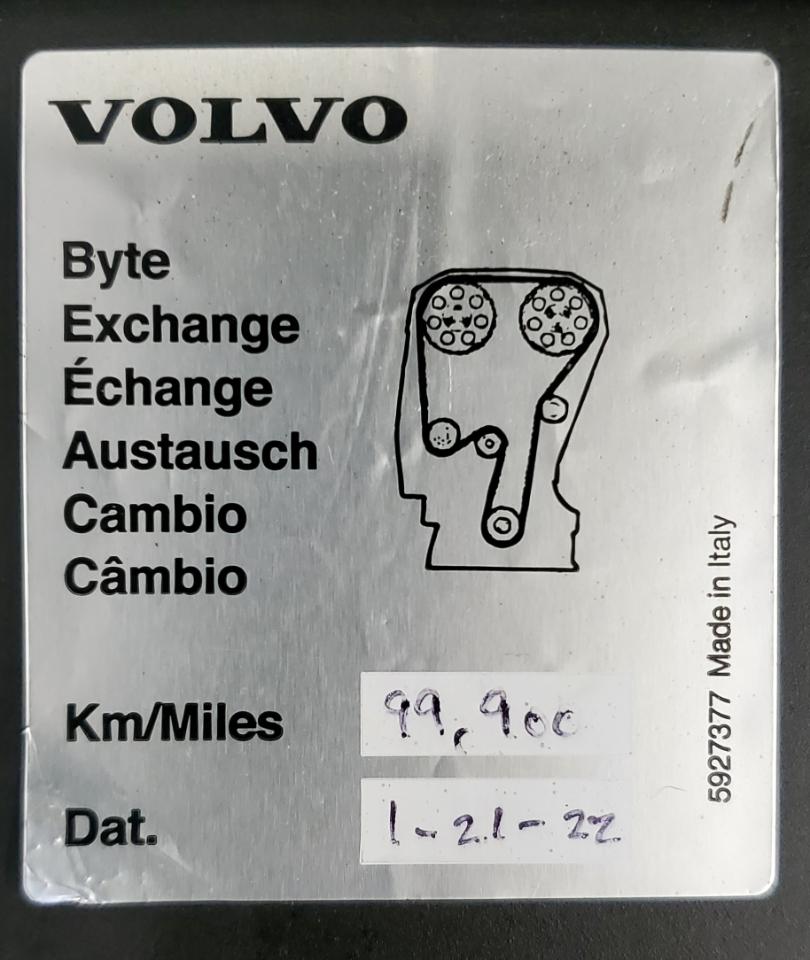 VOLVO
Byte
Exchange
Échange
Austausch
Cambio
Câmbio
Km/Miles 99,900
Dat. 1-21-22
5927377 Made in Italy